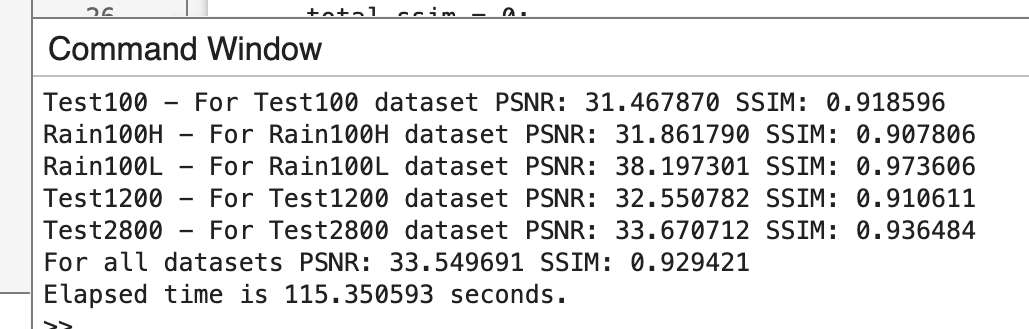 26 total_ssim = 0;
Command Window
Test100 - For Test100 dataset PSNR: 31.467870 SSIM: 0.918596
Rain100H - For Rain100H dataset PSNR: 31.861790 SSIM: 0.907806
Rain100L - For Rain100L dataset PSNR: 38.197301 SSIM: 0.973606
Test1200 - For Test1200 dataset PSNR: 32.550782 SSIM: 0.910611
Test2800 - For Test2800 dataset PSNR: 33.670712 SSIM: 0.936484
For all datasets PSNR: 33.549691 SSIM: 0.929421
Elapsed time is 115.350593 seconds.
>>